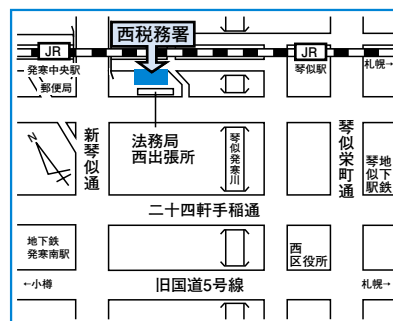 西税務署
JR
JR
発寒中央駅
郵便局
琴似駅
札幌→
N
新琴似通
法務局
西出張所
琴似発寒川
琴似栄町通
地下鉄
琴似駅
二十四軒手稲通
地下鉄
発寒南駅
西
区役所
←小樽
旧国道5号線
札幌→